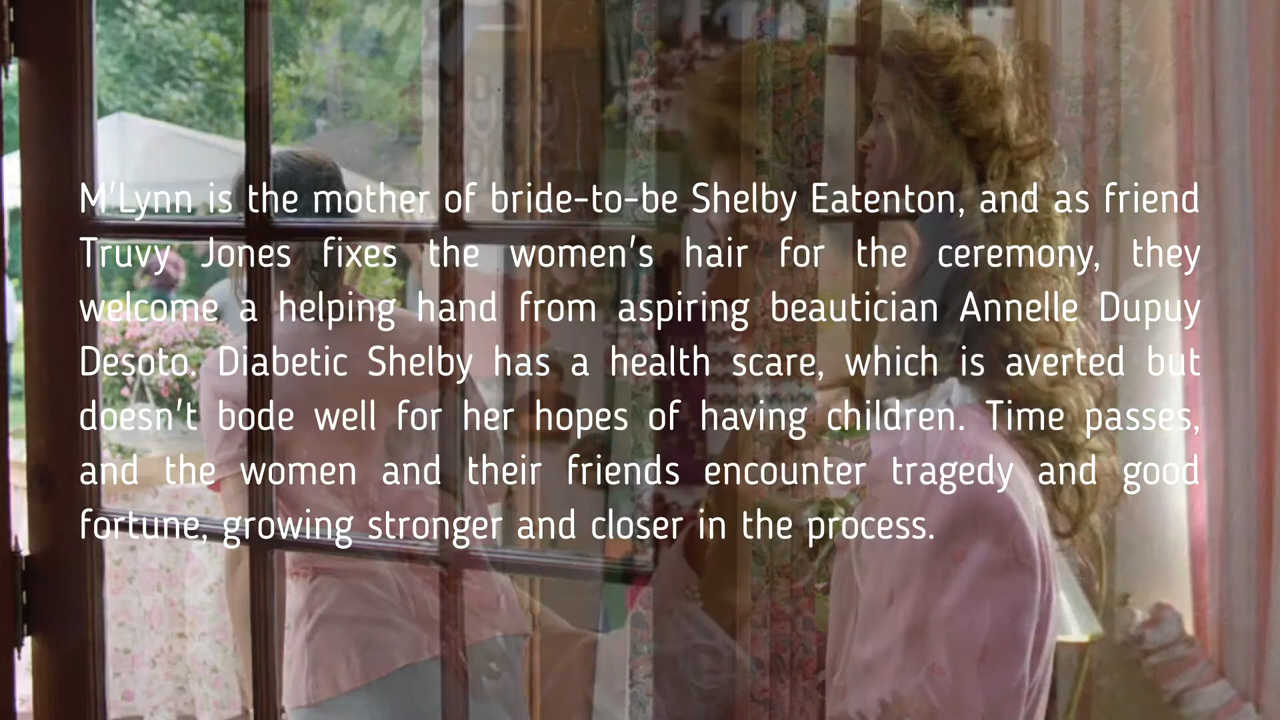 M'Lynn is the mother of bride-to-be Shelby Eatenton, and as friend
Truvy Jones fixes the women's hair for the ceremony, they
welcome a helping hand from aspiring beautician Annelle Dupuy
Desoto. Diabetic Shelby has a health scare, which is averted but
doesn't bode well for her hopes of having children. Time passes,
and the women and their friends encounter tragedy and good
fortune, growing stronger and closer in the process.